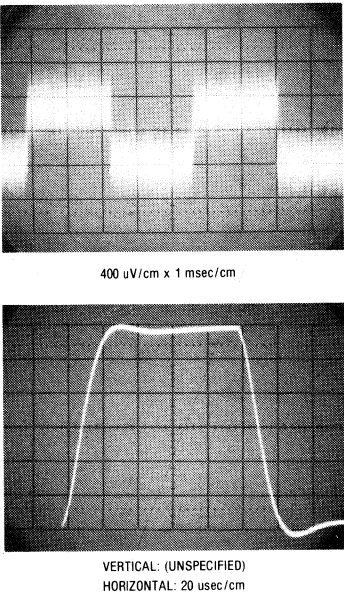 400 uV/cm x 1 msec/cm
VERTICAL: (UNSPECIFIED)
HORIZONTAL: 20 usec/cm